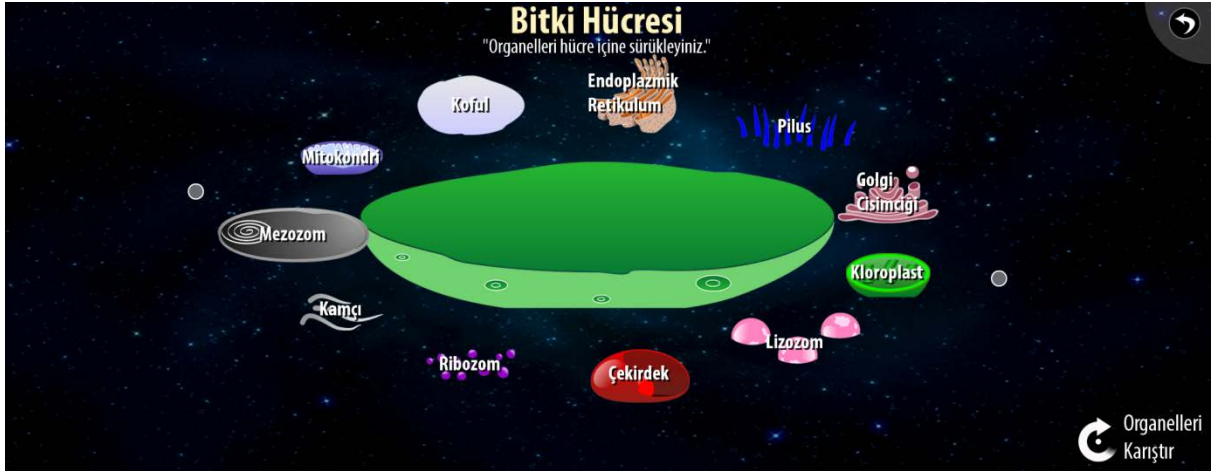 Bitki Hücresi
"Organelleri hücre içine sürükleyiniz."
Koful
Endoplazmik
Retikulum
Pilus
Mitokondri
Golgi
Cisimciği
Mezozom
Kloroplast
Kamçı
Lizozom
Ribozom
Çekirdek
Organelleri
Karıştır